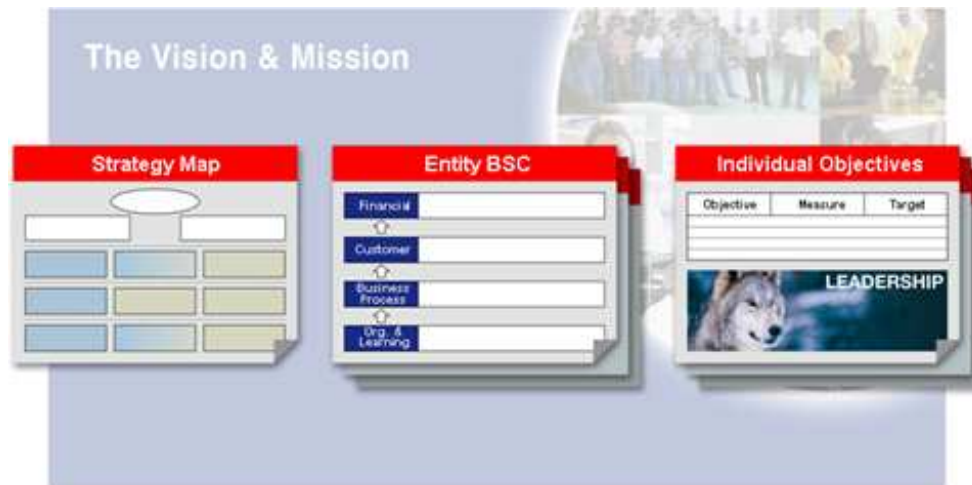 The Vision & Mission
Strategy Map
Entity BSC
Financial
Customer
Business
Process
Org. &
Learning
Individual Objectives
Objective Measure Target
LEADERSHIP